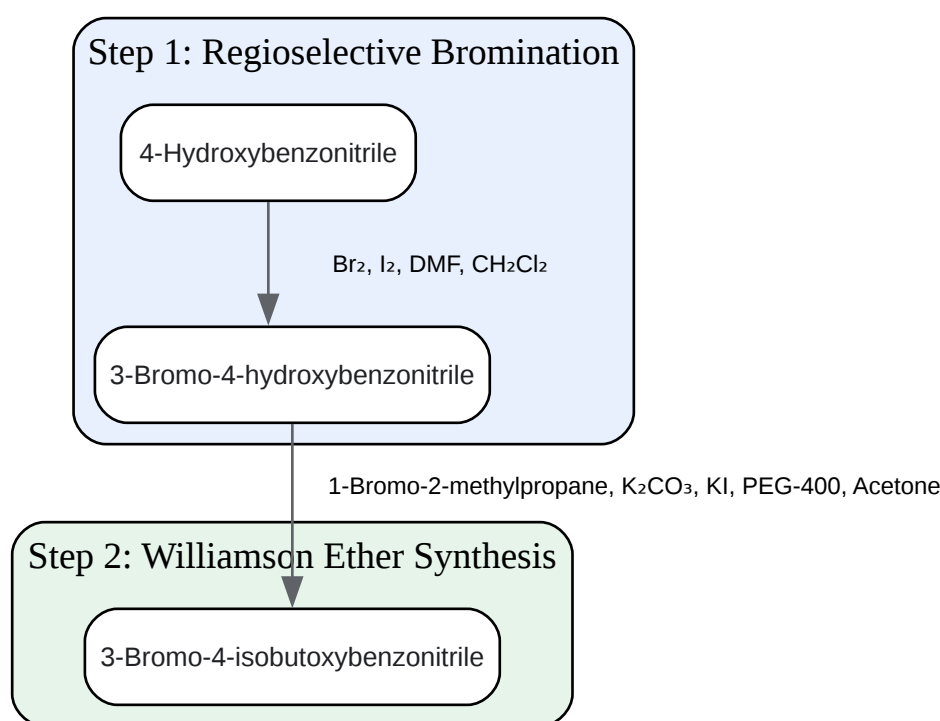 Step 1: Regioselective Bromination
4-Hydroxybenzonitrile
Br₂, I₂, DMF, CH₂Cl₂
3-Bromo-4-hydroxybenzonitrile
1-Bromo-2-methylpropane, K₂CO₃, KI, PEG-400, Acetone
Step 2: Williamson Ether Synthesis
3-Bromo-4-isobutoxybenzonitrile